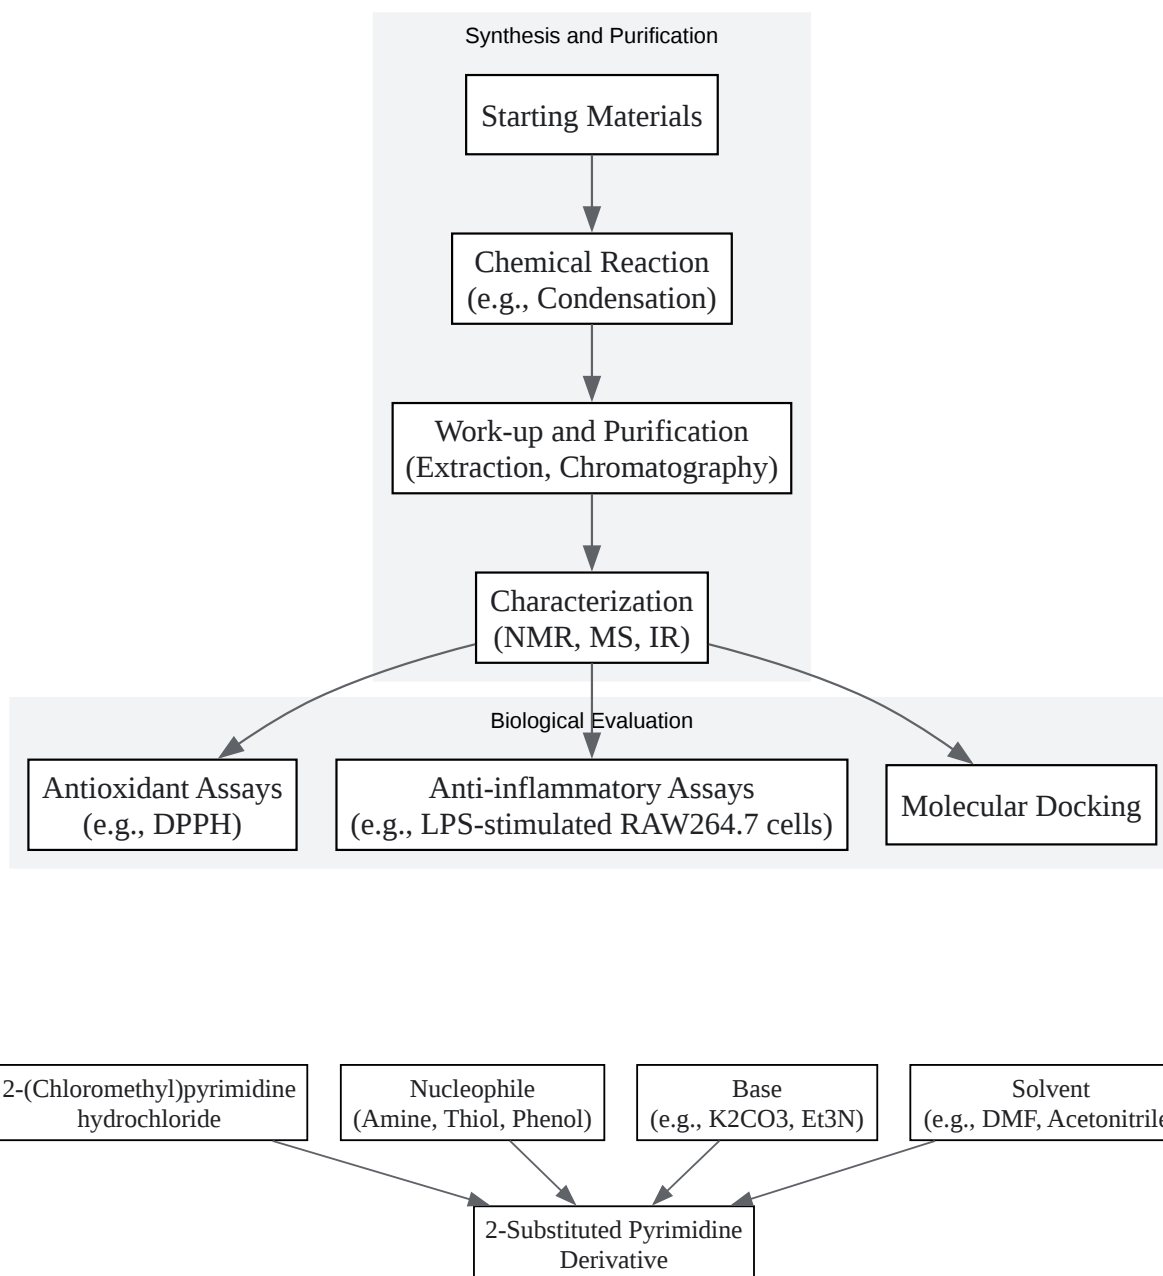 Synthesis and Purification
Starting Materials
Chemical Reaction
(e.g., Condensation)
Work-up and Purification
(Extraction, Chromatography)
Characterization
(NMR, MS, IR)
Biological Evaluation
Antioxidant Assays
(e.g., DPPH)
Anti-inflammatory Assays
(e.g., LPS-stimulated RAW264.7 cells)
Molecular Docking
2-(Chloromethyl)pyrimidine
hydrochloride
Nucleophile
(Amine, Thiol, Phenol)
Base
(e.g., K2CO3, Et3N)
Solvent
(e.g., DMF, Acetonitrile
2-Substituted Pyrimidine
Derivative